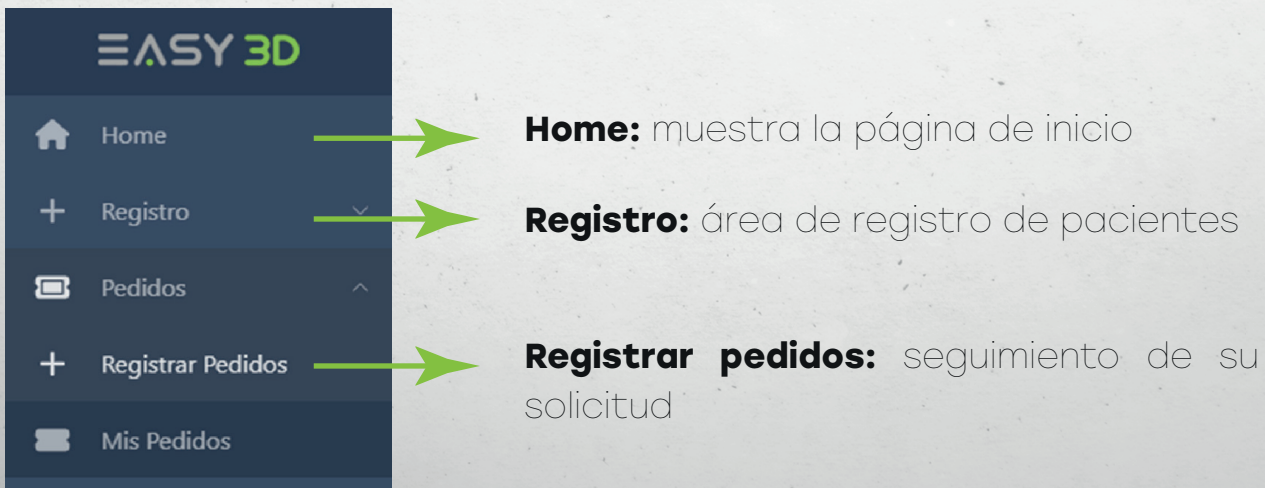 EASY 3D
Home
Registro
Pedidos
Registrar Pedidos
Mis Pedidos
Home: muestra la página de inicio
Registro: área de registro de pacientes
Registrar pedidos: seguimiento de su
solicitud